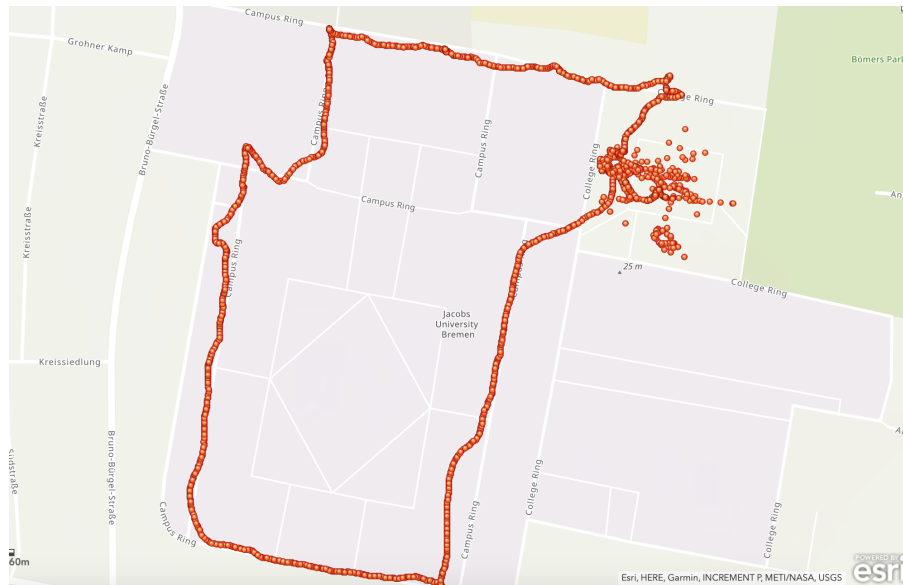 Campus Ring
Grohner Kamp
Bömers Park
Kreisstraße
Bruno-Bürgel-Straße
Campus Ring
Campus Ring
College Ring
College Ring
Kreisstraße
Campus Ring
An
Campus Ring
25 m
College Ring
Jacobs
University
Bremen
Kreissiedlung
Bruno-Bürgel-Straße
Campus Ring
Campus Ring
College Ring
College Ring
60m
Esri, HERE, Garmin, INCREMENT P, METI/NASA, USGS
POWERED BY
esri